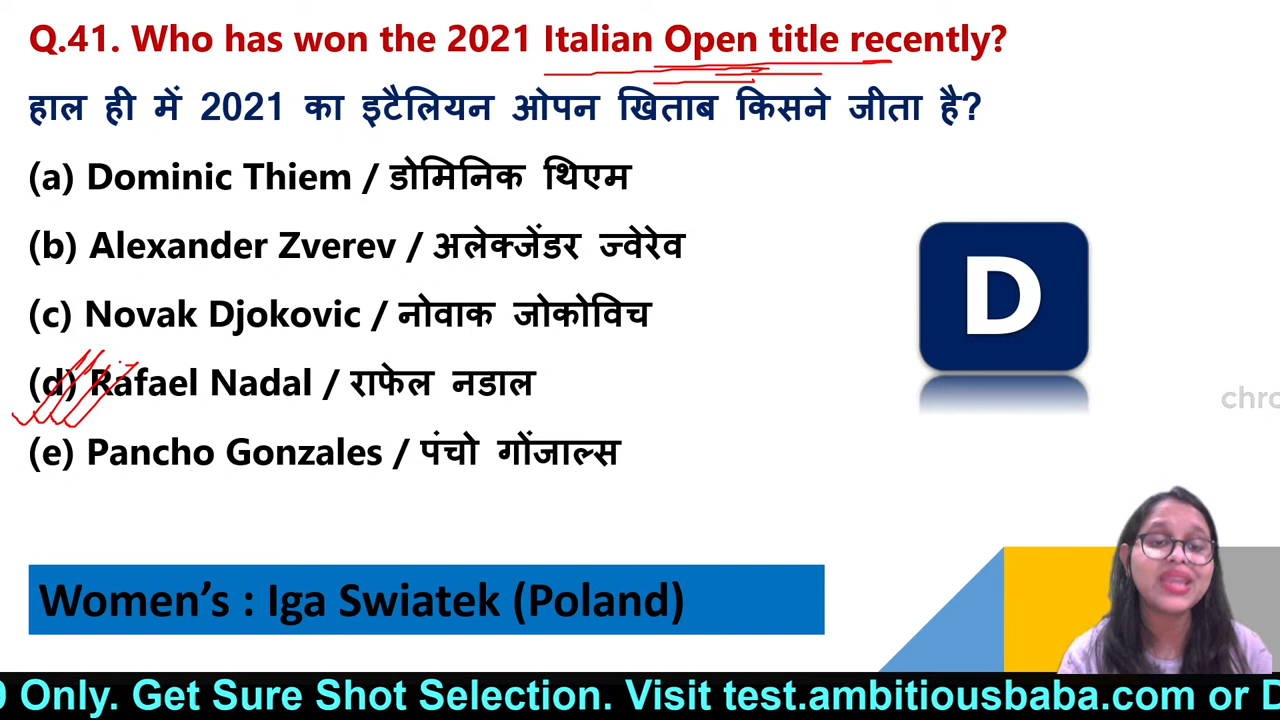 Q.41. Who has won the 2021 Italian Open title recently?
हाल ही में 2021 का इटैलियन ओपन खिताब किसने जीता है?
(a) Dominic Thiem / डोमिनिक थिएम
(b) Alexander Zverev / अलेक्जेंडर ज्वेरेव
(c) Novak Djokovic / नोवाक जोकोविच
(d) Rafael Nadal / राफेल नडाल
(e) Pancho Gonzales / पंचो गोंजाल्स
D
chro
Women’s : Iga Swiatek (Poland)
9 Only. Get Sure Shot Selection. Visit test.ambitiousbaba.com or D